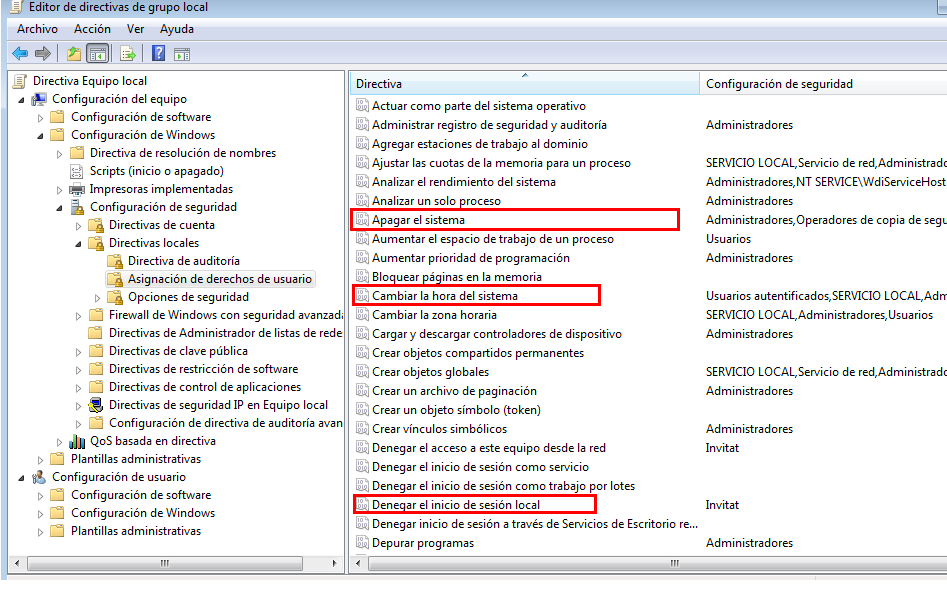 Editor de directivas de grupo local
Archivo Acción Ver Ayuda
Directiva Equipo local
Configuración del equipo
Configuración de software
Configuración de Windows
Directiva de resolución de nombres
Scripts (inicio o apagado)
Impresoras implementadas
Configuración de seguridad
Directivas de cuenta
Directivas locales
Directiva de auditoría
Asignación de derechos de usuario
Opciones de seguridad
Firewall de Windows con seguridad avanzada
Directivas de Administrador de listas de rede
Directivas de clave pública
Directivas de restricción de software
Directivas de control de aplicaciones
Directivas de seguridad IP en Equipo local
Configuración de directiva de auditoría avan
QoS basada en directiva
Plantillas administrativas
Configuración de usuario
Configuración de software
Configuración de Windows
Plantillas administrativas
Directiva Configuración de seguridad
Actuar como parte del sistema operativo
Administrar registro de seguridad y auditoría Administradores
Agregar estaciones de trabajo al dominio
Ajustar las cuotas de la memoria para un proceso SERVICIO LOCAL,Servicio de red,Administrado
Analizar el rendimiento del sistema Administradores,NT SERVICE\WdiServiceHost
Analizar un solo proceso Administradores
Apagar el sistema Administradores,Operadores de copia de segu
Aumentar el espacio de trabajo de un proceso Usuarios
Aumentar prioridad de programación Administradores
Bloquear páginas en la memoria
Cambiar la hora del sistema Usuarios autentificados,SERVICIO LOCAL,Adm
Cambiar la zona horaria SERVICIO LOCAL,Administradores,Usuarios
Cargar y descargar controladores de dispositivo Administradores
Crear objetos compartidos permanentes
Crear objetos globales SERVICIO LOCAL,Servicio de red,Administrado
Crear un archivo de paginación Administradores
Crear un objeto símbolo (token)
Crear vínculos simbólicos Administradores
Denegar el acceso a este equipo desde la red Invitat
Denegar el inicio de sesión como servicio
Denegar el inicio de sesión como trabajo por lotes
Denegar el inicio de sesión local Invitat
Denegar inicio de sesión a través de Servicios de Escritorio re...
Depurar programas Administradores